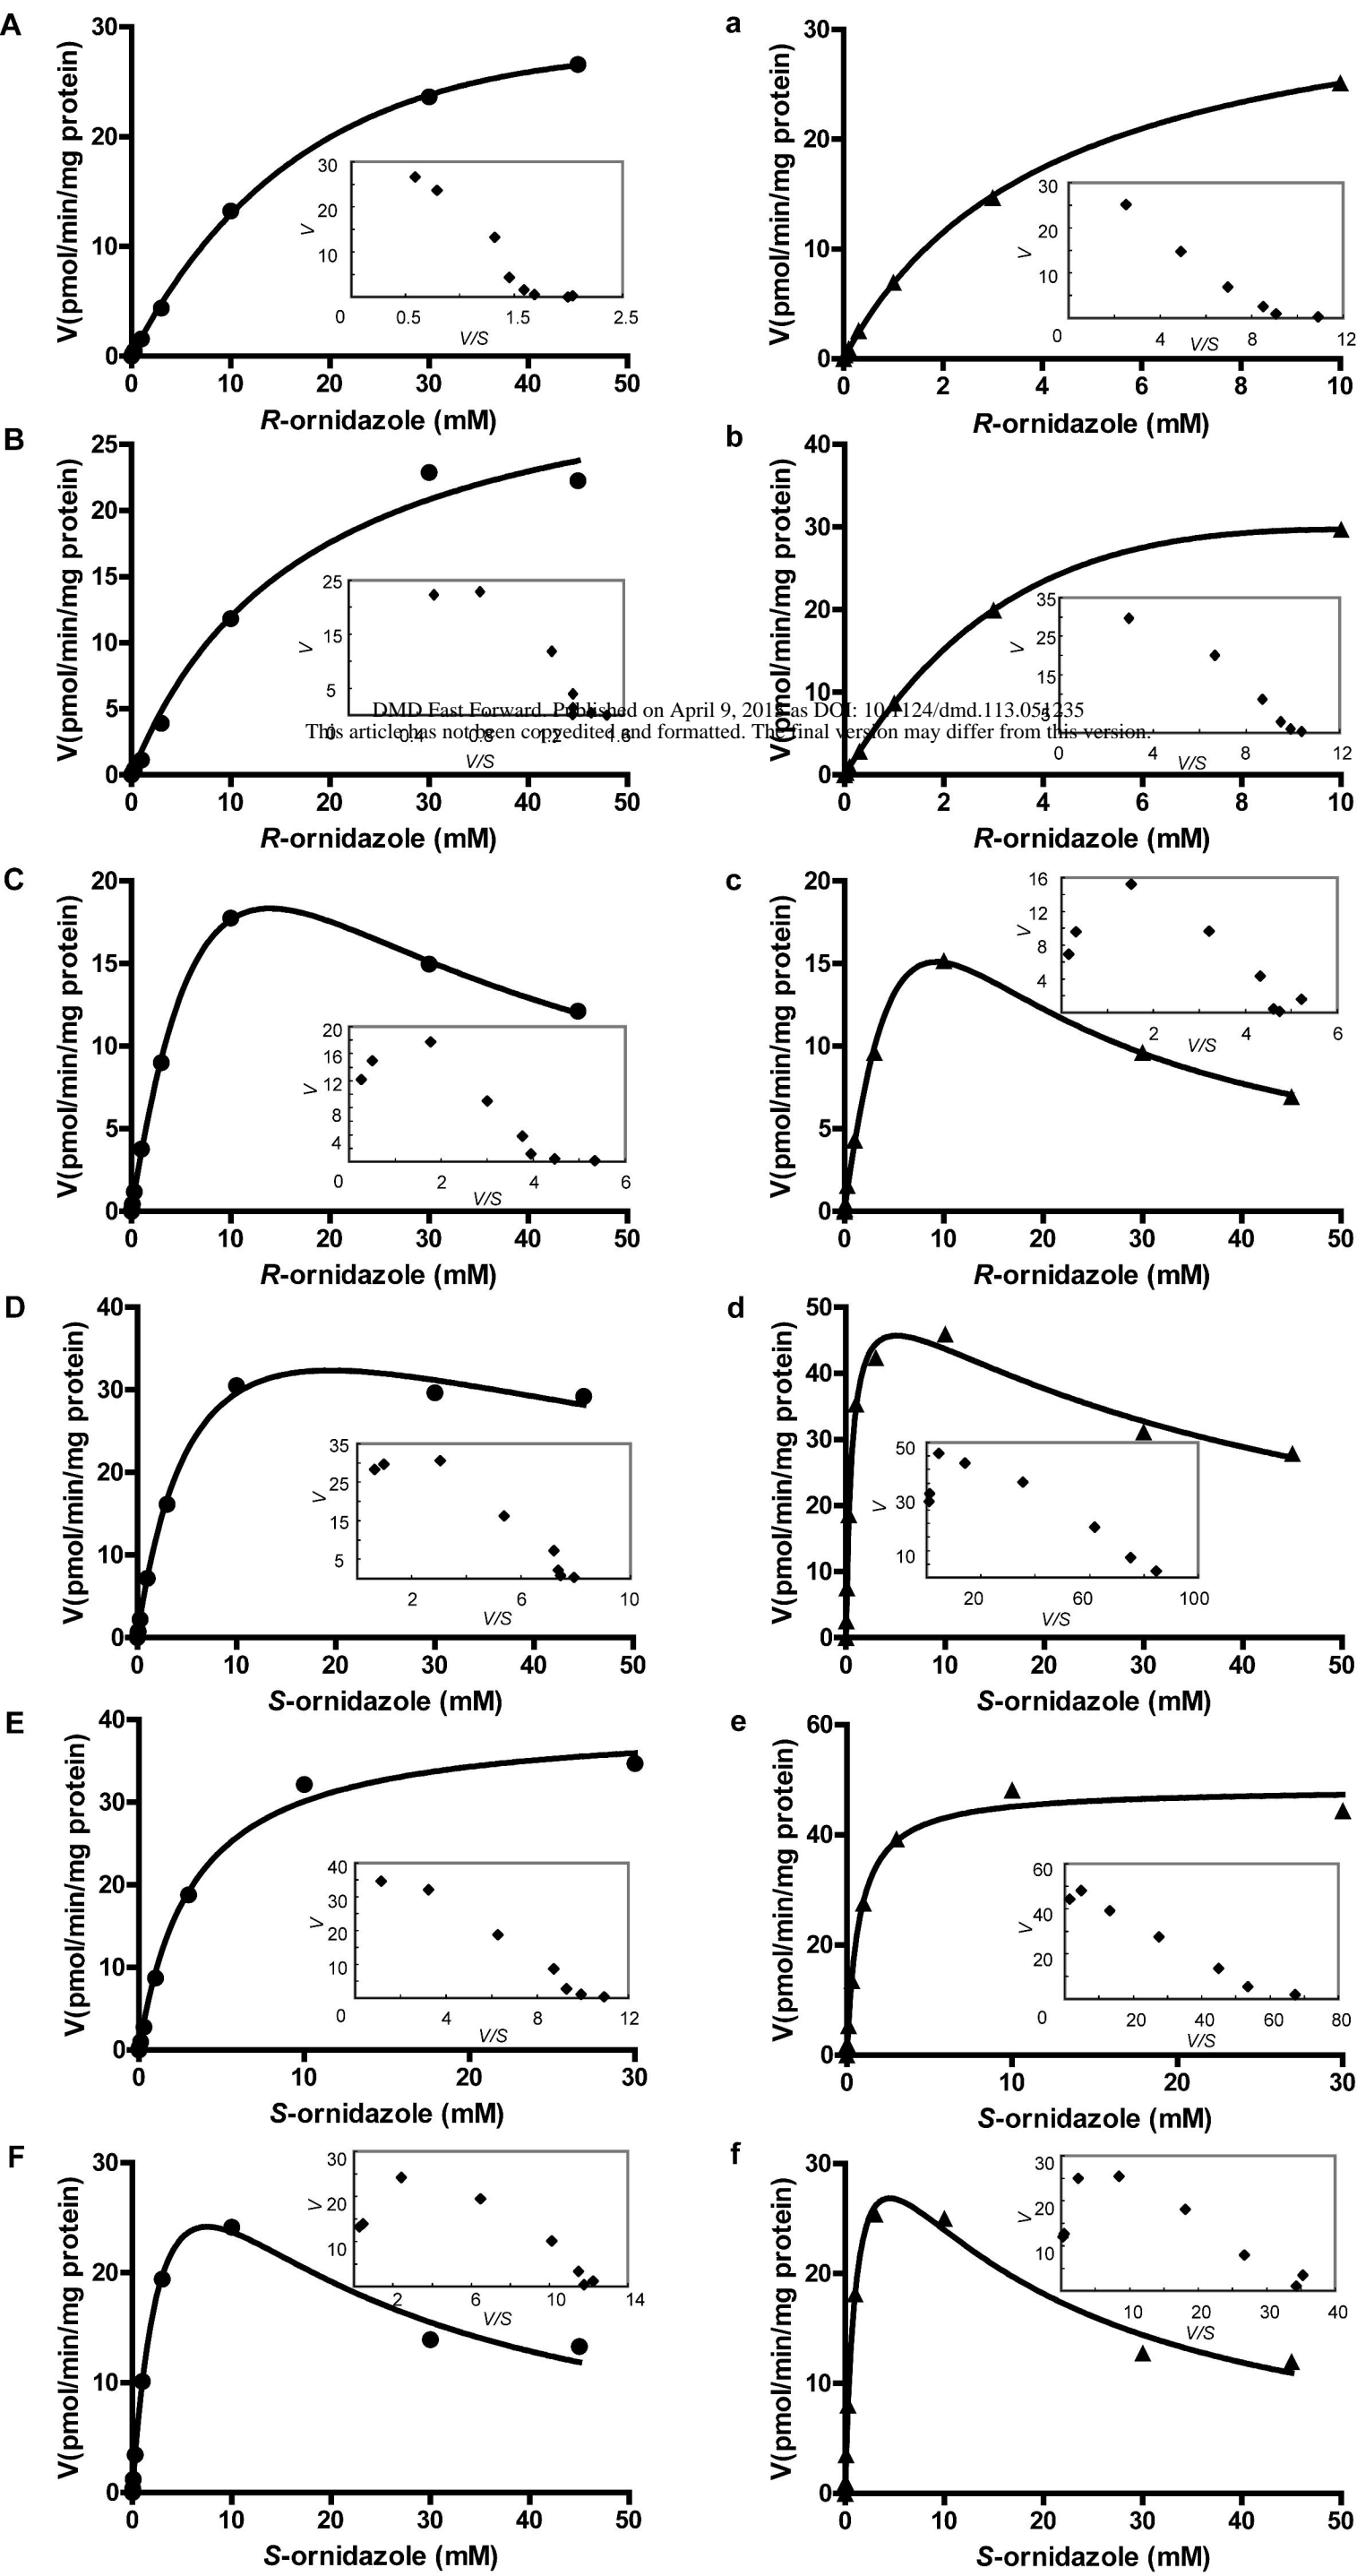 A
V(pmol/min/mg protein)
30
20
10
0
0 10 20 30 40 50
R-ornidazole (mM)
V
30
20
10
0 0.5 1.5 2.5
V/S
a
V(pmol/min/mg protein)
30
20
10
0
0 2 4 6 8 10
R-ornidazole (mM)
V
30
20
10
0 4 8 12
V/S
B
V(pmol/min/mg protein)
25
20
15
10
5
0
0 10 20 30 40 50
R-ornidazole (mM)
V
25
15
5
0 0.4 0.8 1.2 1.6
V/S
b
V(pmol/min/mg protein)
40
30
20
10
0
0 2 4 6 8 10
R-ornidazole (mM)
V
35
25
15
5
0 4 8 12
V/S
DMD Fast Forward. Published on April 9, 2013 as DOI: 10.1124/dmd.113.051235
This article has not been copyedited and formatted. The final version may differ from this version.
C
V(pmol/min/mg protein)
20
15
10
5
0
0 10 20 30 40 50
R-ornidazole (mM)
V
20
16
12
8
4
0 2 4 6
V/S
c
V(pmol/min/mg protein)
20
15
10
5
0
0 10 20 30 40 50
R-ornidazole (mM)
V
16
12
8
4
2 4 6
V/S
D
V(pmol/min/mg protein)
40
30
20
10
0
0 10 20 30 40 50
S-ornidazole (mM)
V
35
25
15
5
2 6 10
V/S
d
V(pmol/min/mg protein)
50
40
30
20
10
0
0 10 20 30 40 50
S-ornidazole (mM)
V
50
30
10
20 60 100
V/S
E
V(pmol/min/mg protein)
40
30
20
10
0
0 10 20 30
S-ornidazole (mM)
V
40
30
20
10
0 4 8 12
V/S
e
V(pmol/min/mg protein)
60
40
20
0
0 10 20 30
S-ornidazole (mM)
V
60
40
20
0 20 40 60 80
V/S
F
V(pmol/min/mg protein)
30
20
10
0
0 10 20 30 40 50
S-ornidazole (mM)
V
30
20
10
2 6 10 14
V/S
f
V(pmol/min/mg protein)
30
20
10
0
0 10 20 30 40 50
S-ornidazole (mM)
V
30
20
10
10 20 30 40
V/S